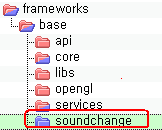 frameworks
base
api
core
libs
opengl
services
soundchange